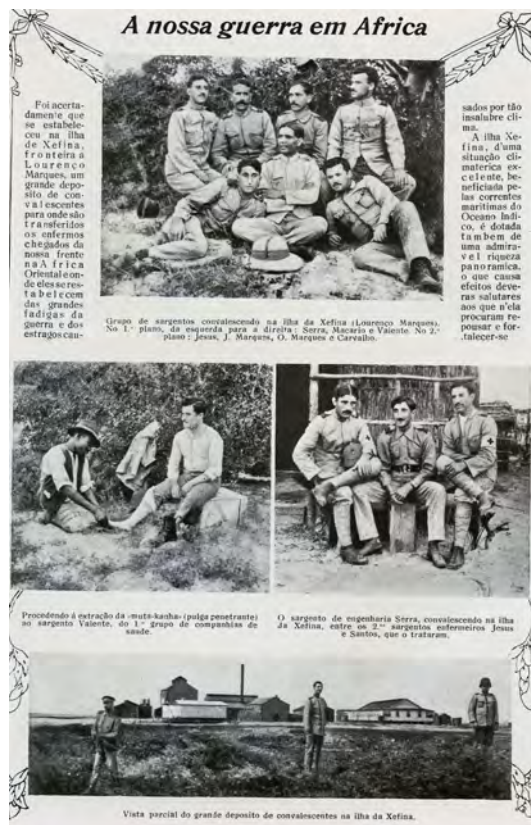 A nossa guerra em Africa
Foi acerta-
damente que
se estabele-
ceu na ilha
de Xefina,
fronteira a
Lourenço
Marques, um
grande depo-
sito de con-
valescentes
para onde são
transferidos
os enfermos
chegados da
nossa frente
na Africa
Oriental e on-
de eles se res-
tabelecem
das grandes
fadigas da
guerra e dos
estragos cau-
sados por tão
insalubre cli-
ma.
A ilha Xe-
fina, d'uma
situação cli-
materica ex-
celente, be-
neficiada pe-
las correntes
maritimas do
Oceano Indi-
co, é dotada
tambem de
uma admira-
vel riqueza
panoramica,
o que causa
efeitos deve-
ras salutares
aos que n'ela
procuram re-
pousar e for-
talecer-se
Grupo de sargentos convalescendo na ilha da Xefina (Lourenço Marques).
No 1.º plano, da esquerda para a direita: Serra, Macario e Valente. No 2.º
plano: Jesus, J. Marques, O. Marques e Carvalho.
Procedendo á extração da «muta-kanha» (pulga penetrante)
ao sargento Valente, do 1.º grupo de companhias de
saude.
O sargento de engenharia Serra, convalescendo na ilha
da Xefina, entre os 2.ºˢ sargentos enfermeiros Jesus
e Santos, que o trataram.
Vista parcial do grande deposito de convalescentes na ilha da Xefina.